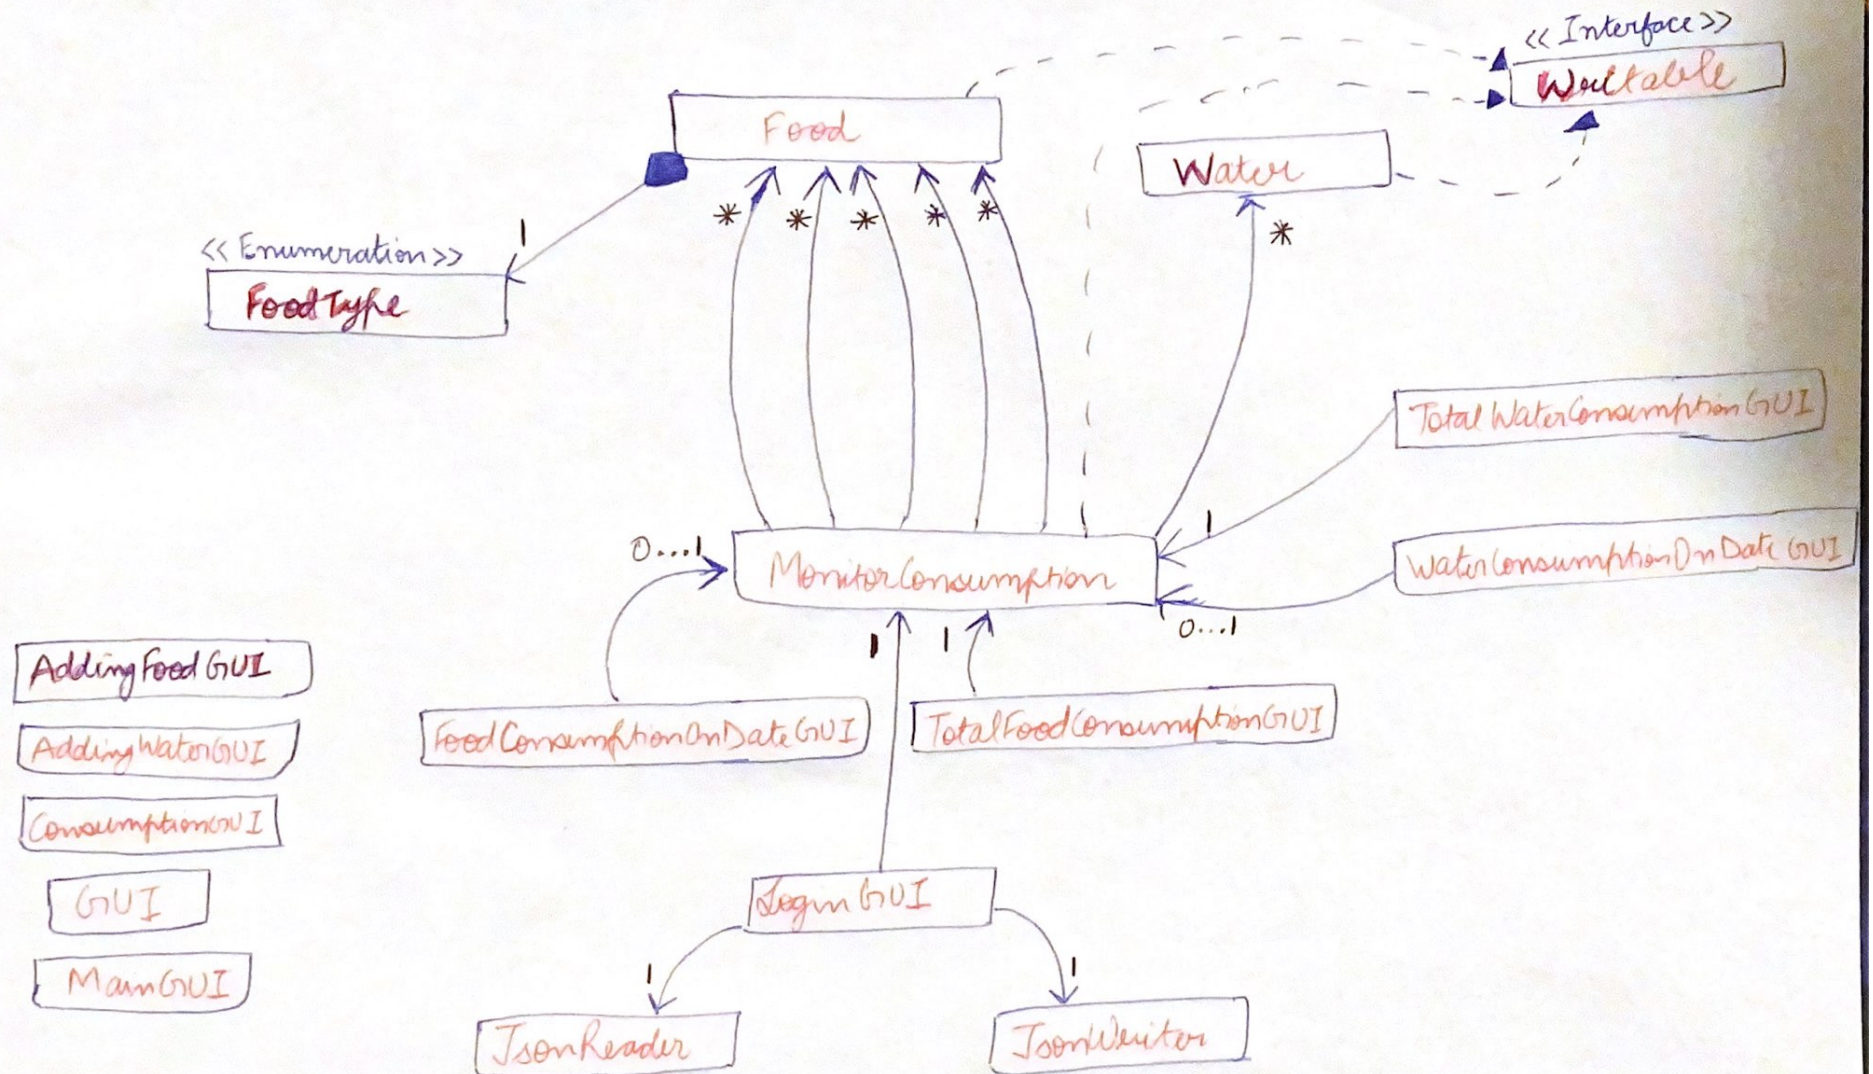 << Interface >>
Writable
Food
Water
*
*
*
*
*
*
<< Enumeration >>
1
FoodType
TotalWaterConsumptionGUI
1
WaterConsumptionOnDateGUI
0...1
MonitorConsumption
0...1
1
1
AddingFoodGUI
FoodConsumptionOnDateGUI
TotalFoodConsumptionGUI
AddingWaterGUI
ConsumptionGUI
GUI
LoginGUI
MainGUI
1
1
JsonReader
JsonWriter